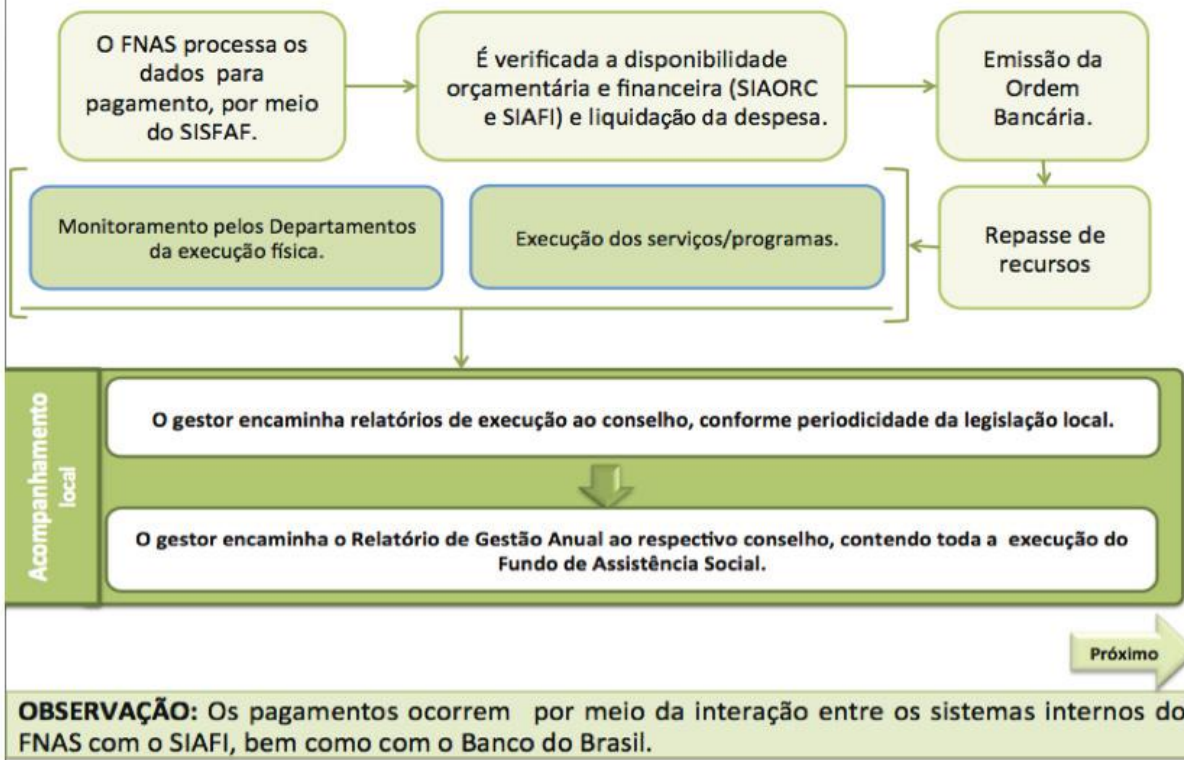 O FNAS processa os
dados para
pagamento, por meio
do SISFAF.
É verificada a disponibilidade
orçamentária e financeira (SIAORC
e SIAFI) e liquidação da despesa.
Emissão da
Ordem
Bancária.
Monitoramento pelos Departamentos
da execução física.
Execução dos serviços/programas.
Repasse de
recursos
Acompanhamento
local
O gestor encaminha relatórios de execução ao conselho, conforme periodicidade da legislação local.
O gestor encaminha o Relatório de Gestão Anual ao respectivo conselho, contendo toda a execução do
Fundo de Assistência Social.
Próximo
OBSERVAÇÃO: Os pagamentos ocorrem por meio da interação entre os sistemas internos do
FNAS com o SIAFI, bem como com o Banco do Brasil.